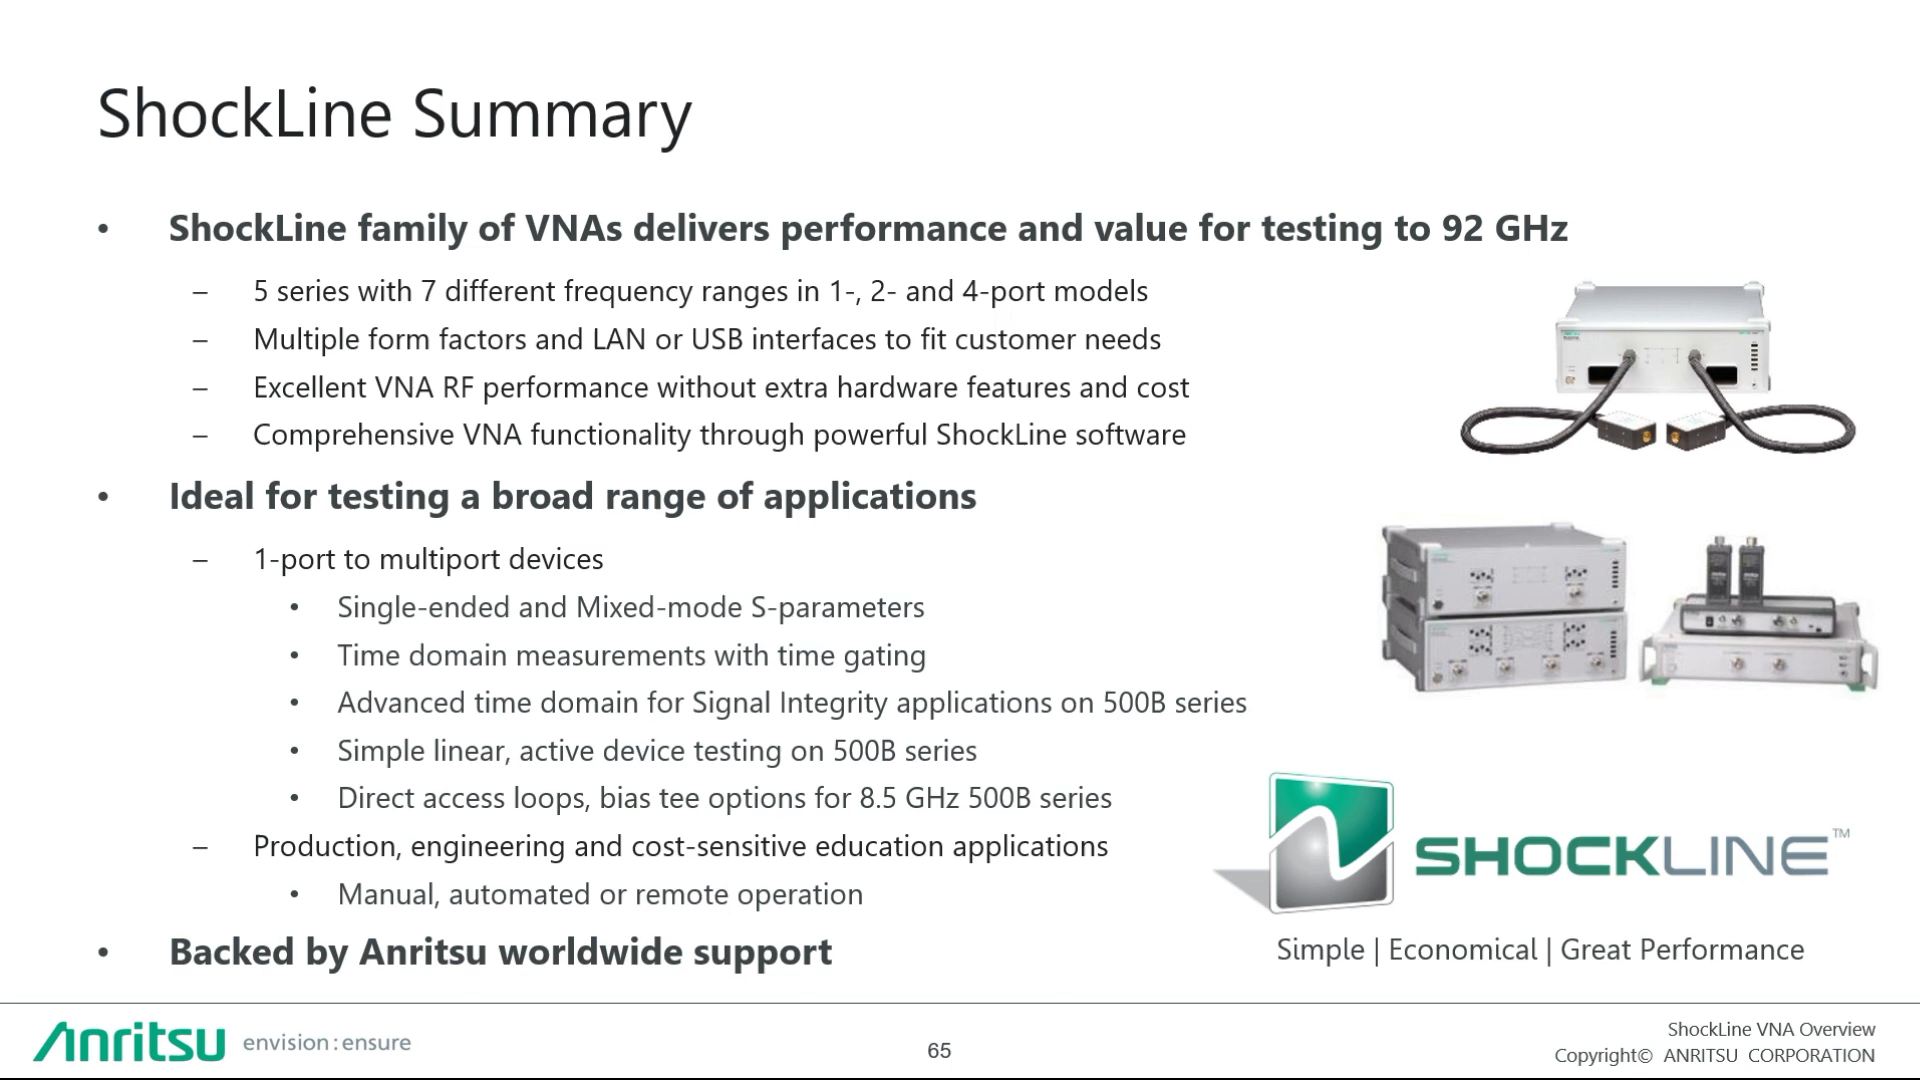 ShockLine Summary
• ShockLine family of VNAs delivers performance and value for testing to 92 GHz
– 5 series with 7 different frequency ranges in 1-, 2- and 4-port models
– Multiple form factors and LAN or USB interfaces to fit customer needs
– Excellent VNA RF performance without extra hardware features and cost
– Comprehensive VNA functionality through powerful ShockLine software
• Ideal for testing a broad range of applications
– 1-port to multiport devices
• Single-ended and Mixed-mode S-parameters
• Time domain measurements with time gating
• Advanced time domain for Signal Integrity applications on 500B series
• Simple linear, active device testing on 500B series
• Direct access loops, bias tee options for 8.5 GHz 500B series
– Production, engineering and cost-sensitive education applications
• Manual, automated or remote operation
• Backed by Anritsu worldwide support
SHOCKLINE™
Simple | Economical | Great Performance
Anritsu envision : ensure
65
ShockLine VNA Overview
Copyright© ANRITSU CORPORATION